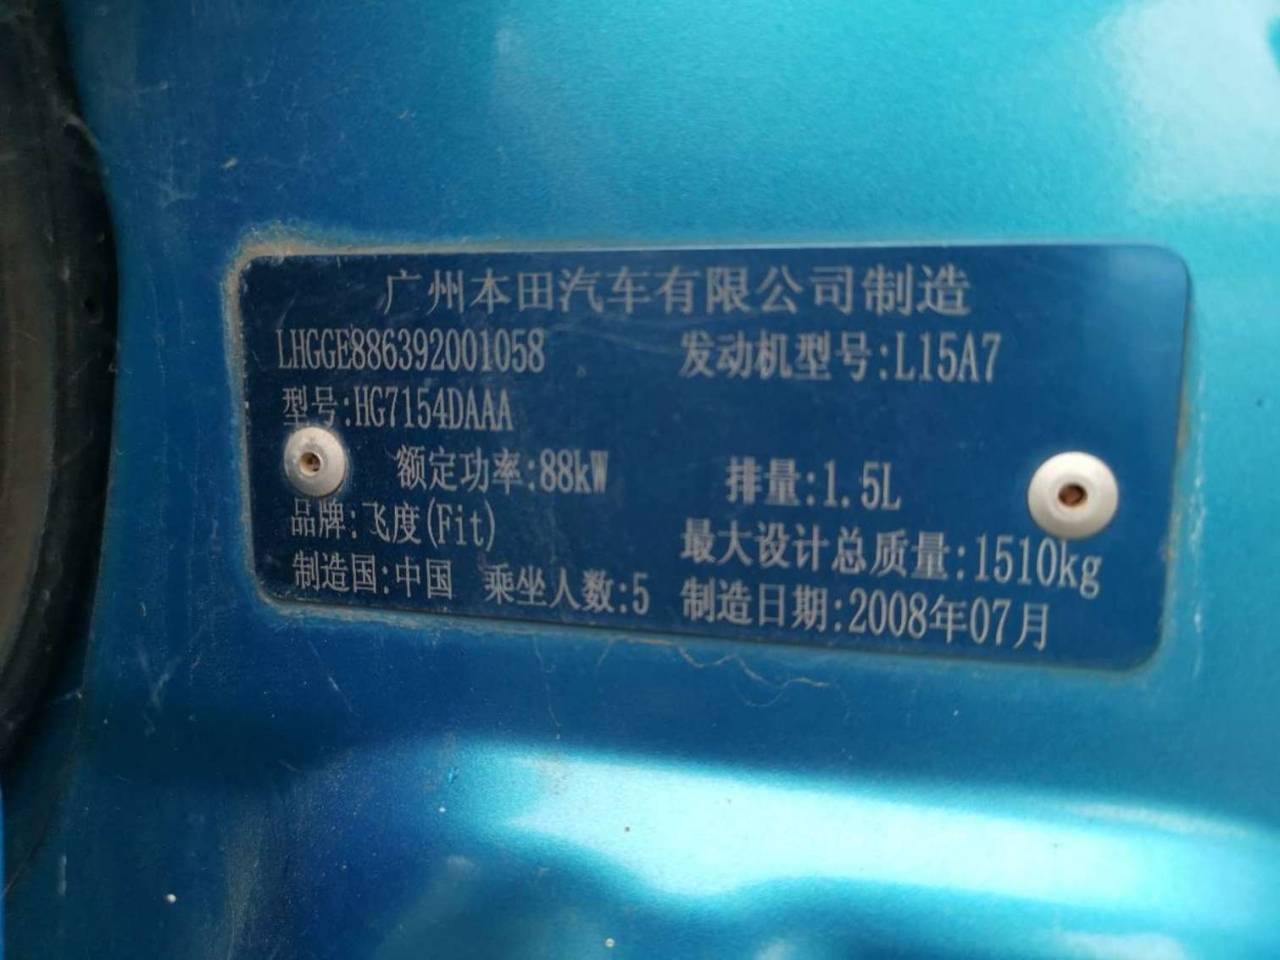 广州本田汽车有限公司制造
LHGGE886392001058 发动机型号:L15A7
型号:HG7154DAAA
额定功率:88kW 排量:1.5L
品牌:飞度(Fit) 最大设计总质量:1510kg
制造国:中国 乘坐人数:5 制造日期:2008年07月